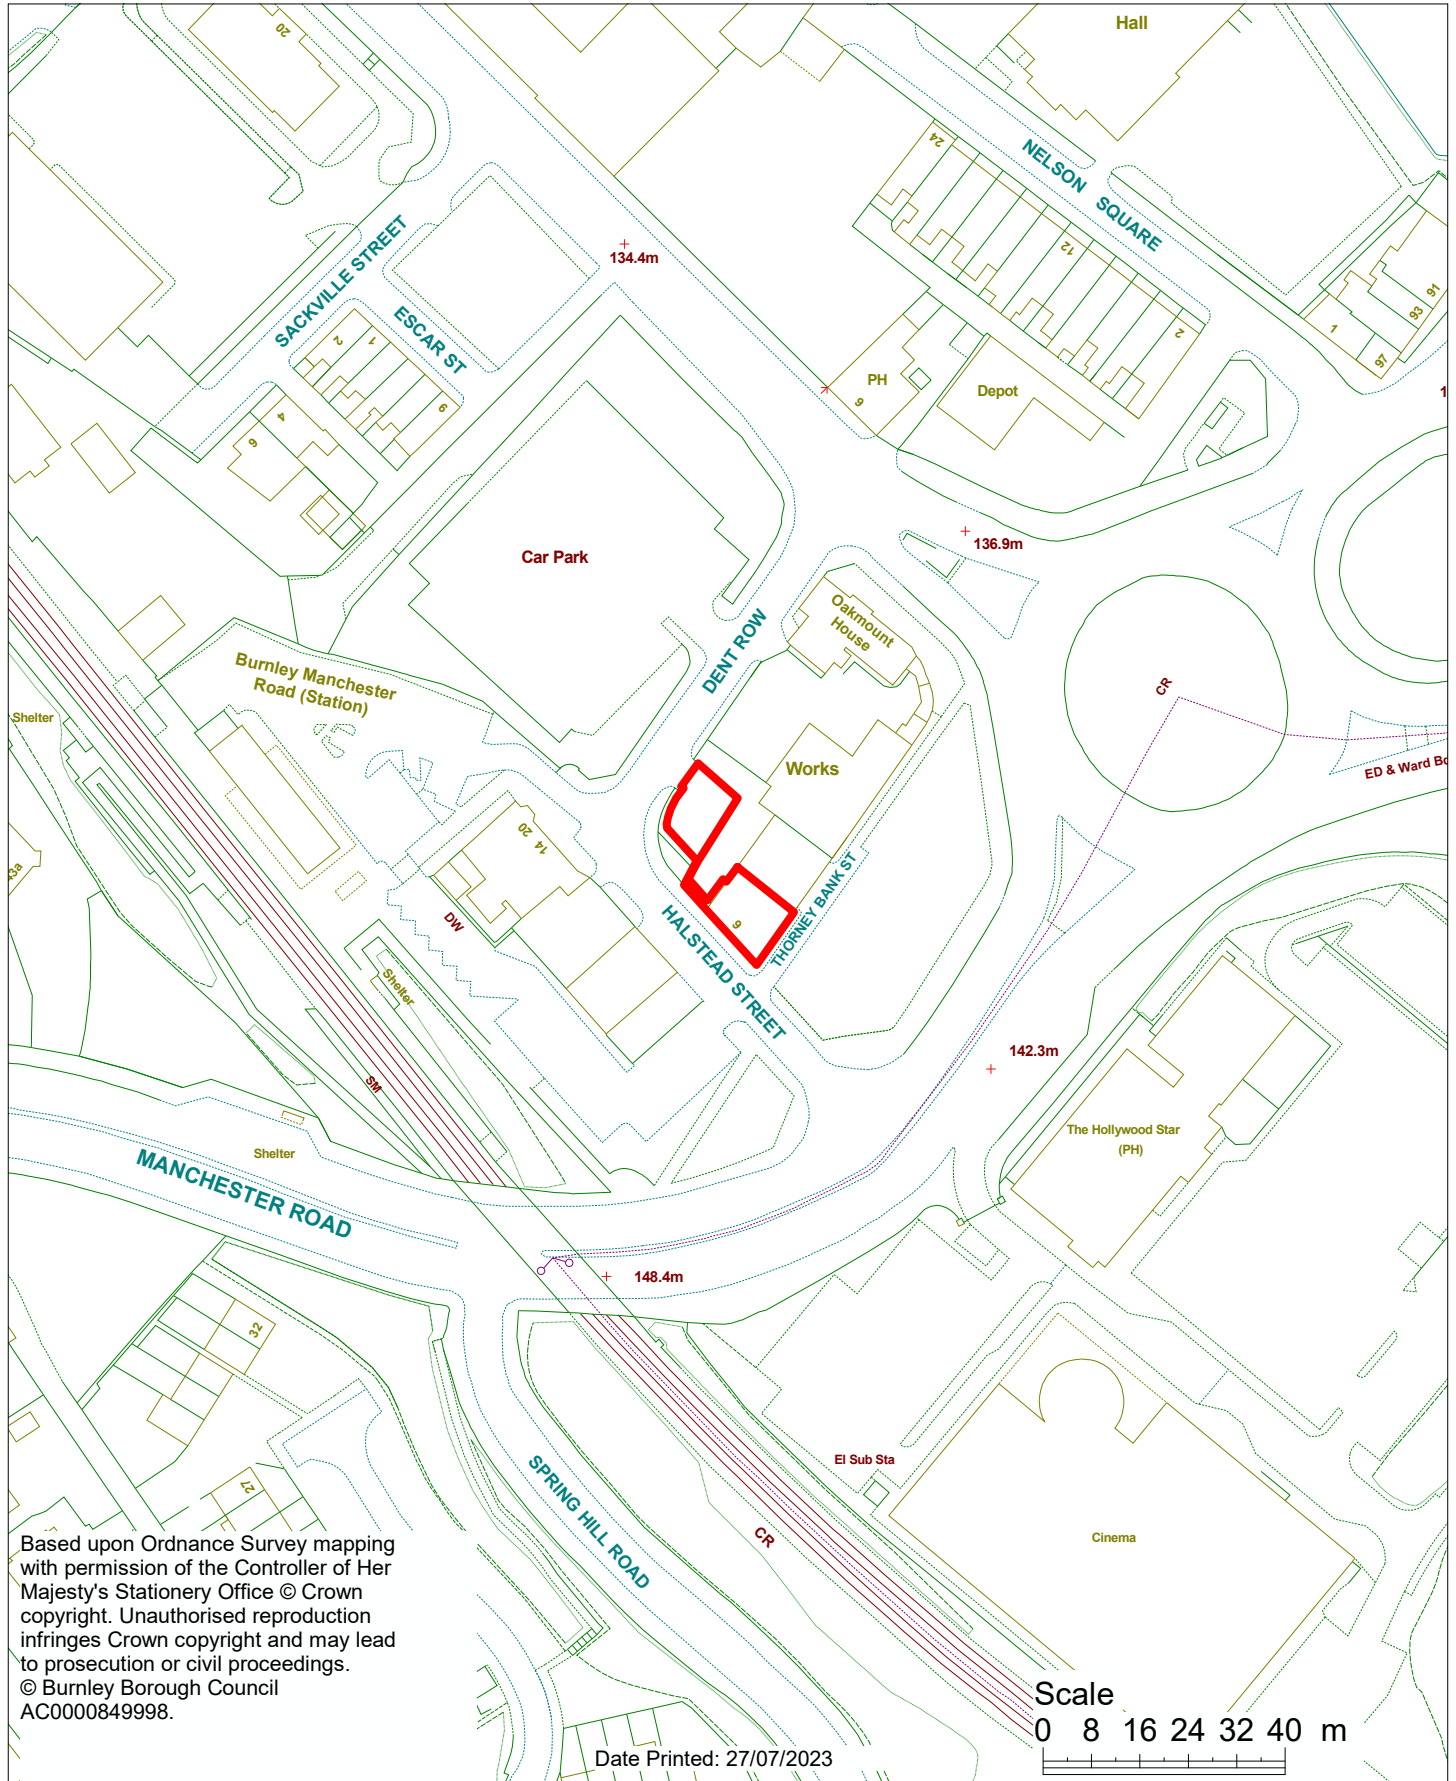 Hall
20
24
NELSON SQUARE
12
2
91
93
1
97
SACKVILLE STREET
134.4m
ESCAR ST
2
1
9
4
6
PH
6
Depot
136.9m
Car Park
Oakmount
House
DENT ROW
Burnley Manchester
Road (Station)
Shelter
CR
Works
ED & Ward Bd
14 20
43a
DW
9
THORNEY BANK ST
HALSTEAD STREET
Shelter
142.3m
SM
Shelter
The Hollywood Star
(PH)
MANCHESTER ROAD
148.4m
32
27
El Sub Sta
SPRING HILL ROAD
CR
Cinema
Based upon Ordnance Survey mapping
with permission of the Controller of Her
Majesty's Stationery Office © Crown
copyright. Unauthorised reproduction
infringes Crown copyright and may lead
to prosecution or civil proceedings.
© Burnley Borough Council
AC0000849998.
Date Printed: 27/07/2023
Scale
0 8 16 24 32 40 m